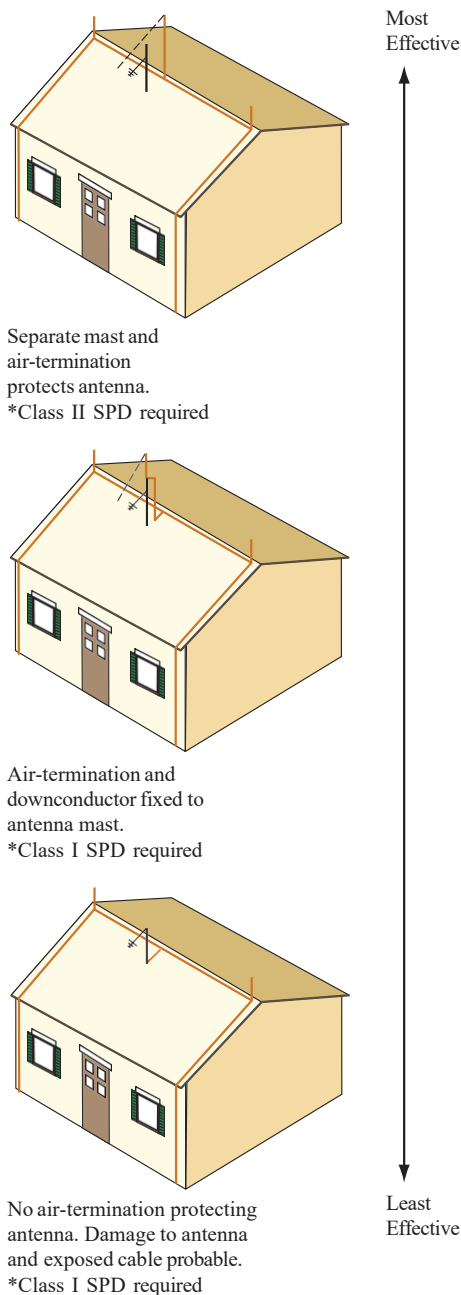 Most
Effective
Separate mast and
air-termination
protects antenna.
*Class II SPD required
Air-termination and
downconductor fixed to
antenna mast.
*Class I SPD required
No air-termination protecting
antenna. Damage to antenna
and exposed cable probable.
*Class I SPD required
Least
Effective